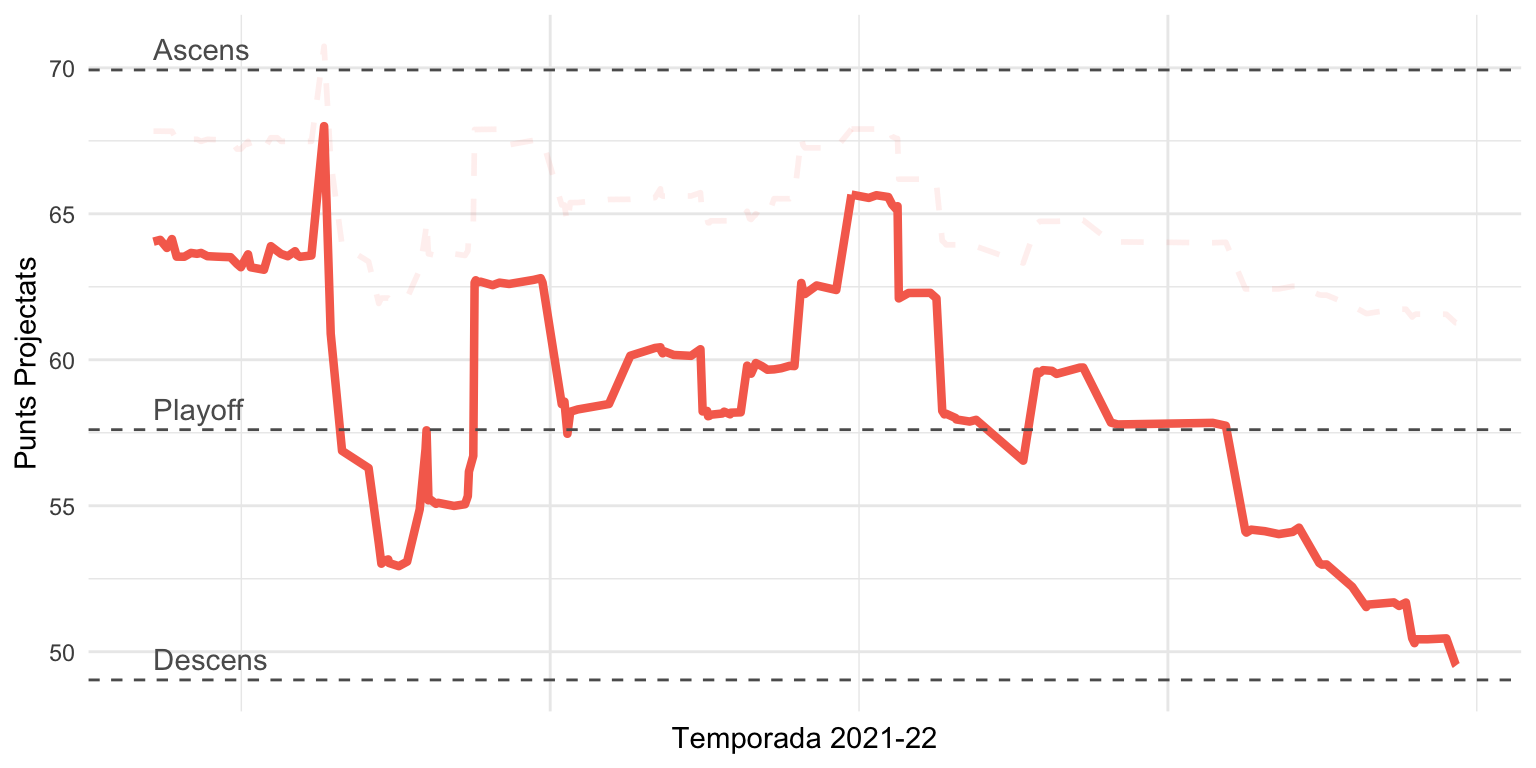 Punts Projectats
70
65
60
55
50
Ascens
Playoff
Descens
Temporada 2021-22